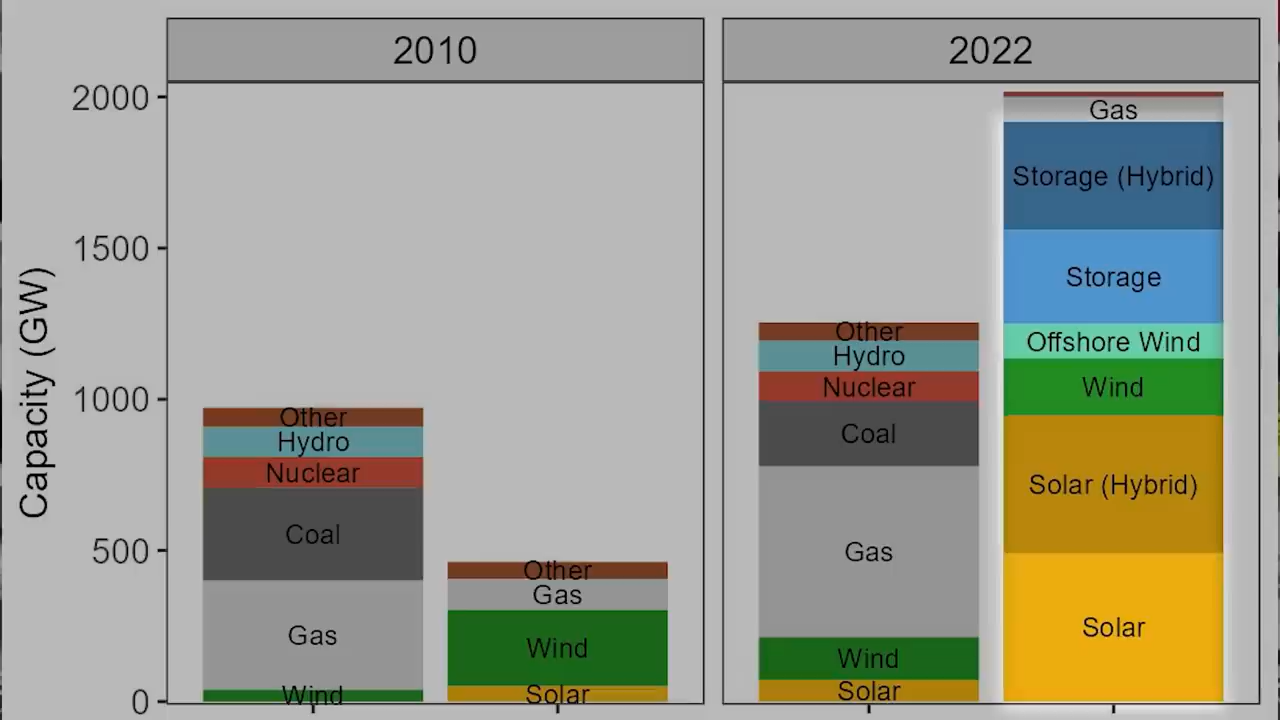 2010
2022
Capacity (GW)
2000
1500
1000
500
0
Other
Hydro
Nuclear
Coal
Gas
Wind
Other
Gas
Wind
Solar
Other
Hydro
Nuclear
Coal
Gas
Wind
Solar
Gas
Storage (Hybrid)
Storage
Offshore Wind
Wind
Solar (Hybrid)
Solar